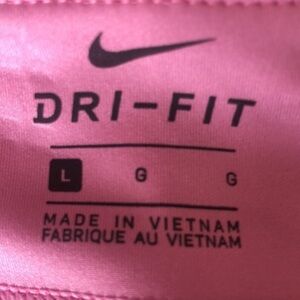 DRI-FIT
L G G
MADE IN VIETNAM
FABRIQUE AU VIETNAM